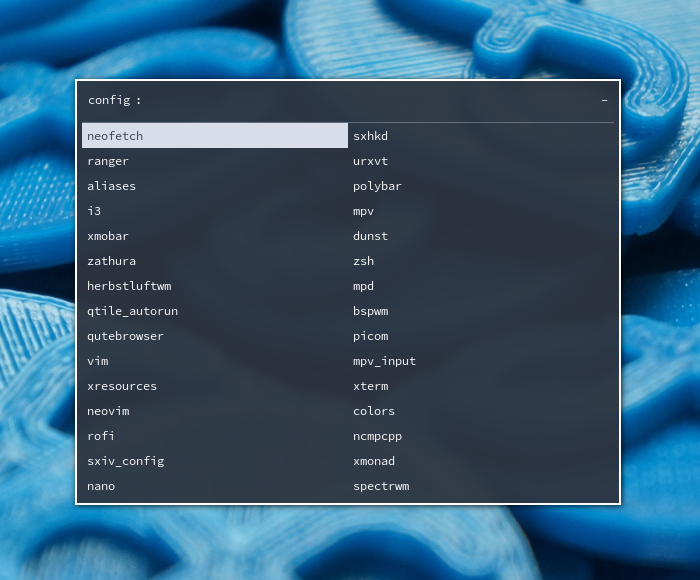 config : -
neofetch
ranger
aliases
i3
xmobar
zathura
herbstluftwm
qtile_autorun
qutebrowser
vim
xresources
neovim
rofi
sxiv_config
nano
sxhkd
urxvt
polybar
mpv
dunst
zsh
mpd
bspwm
picom
mpv_input
xterm
colors
ncmpcpp
xmonad
spectrwm